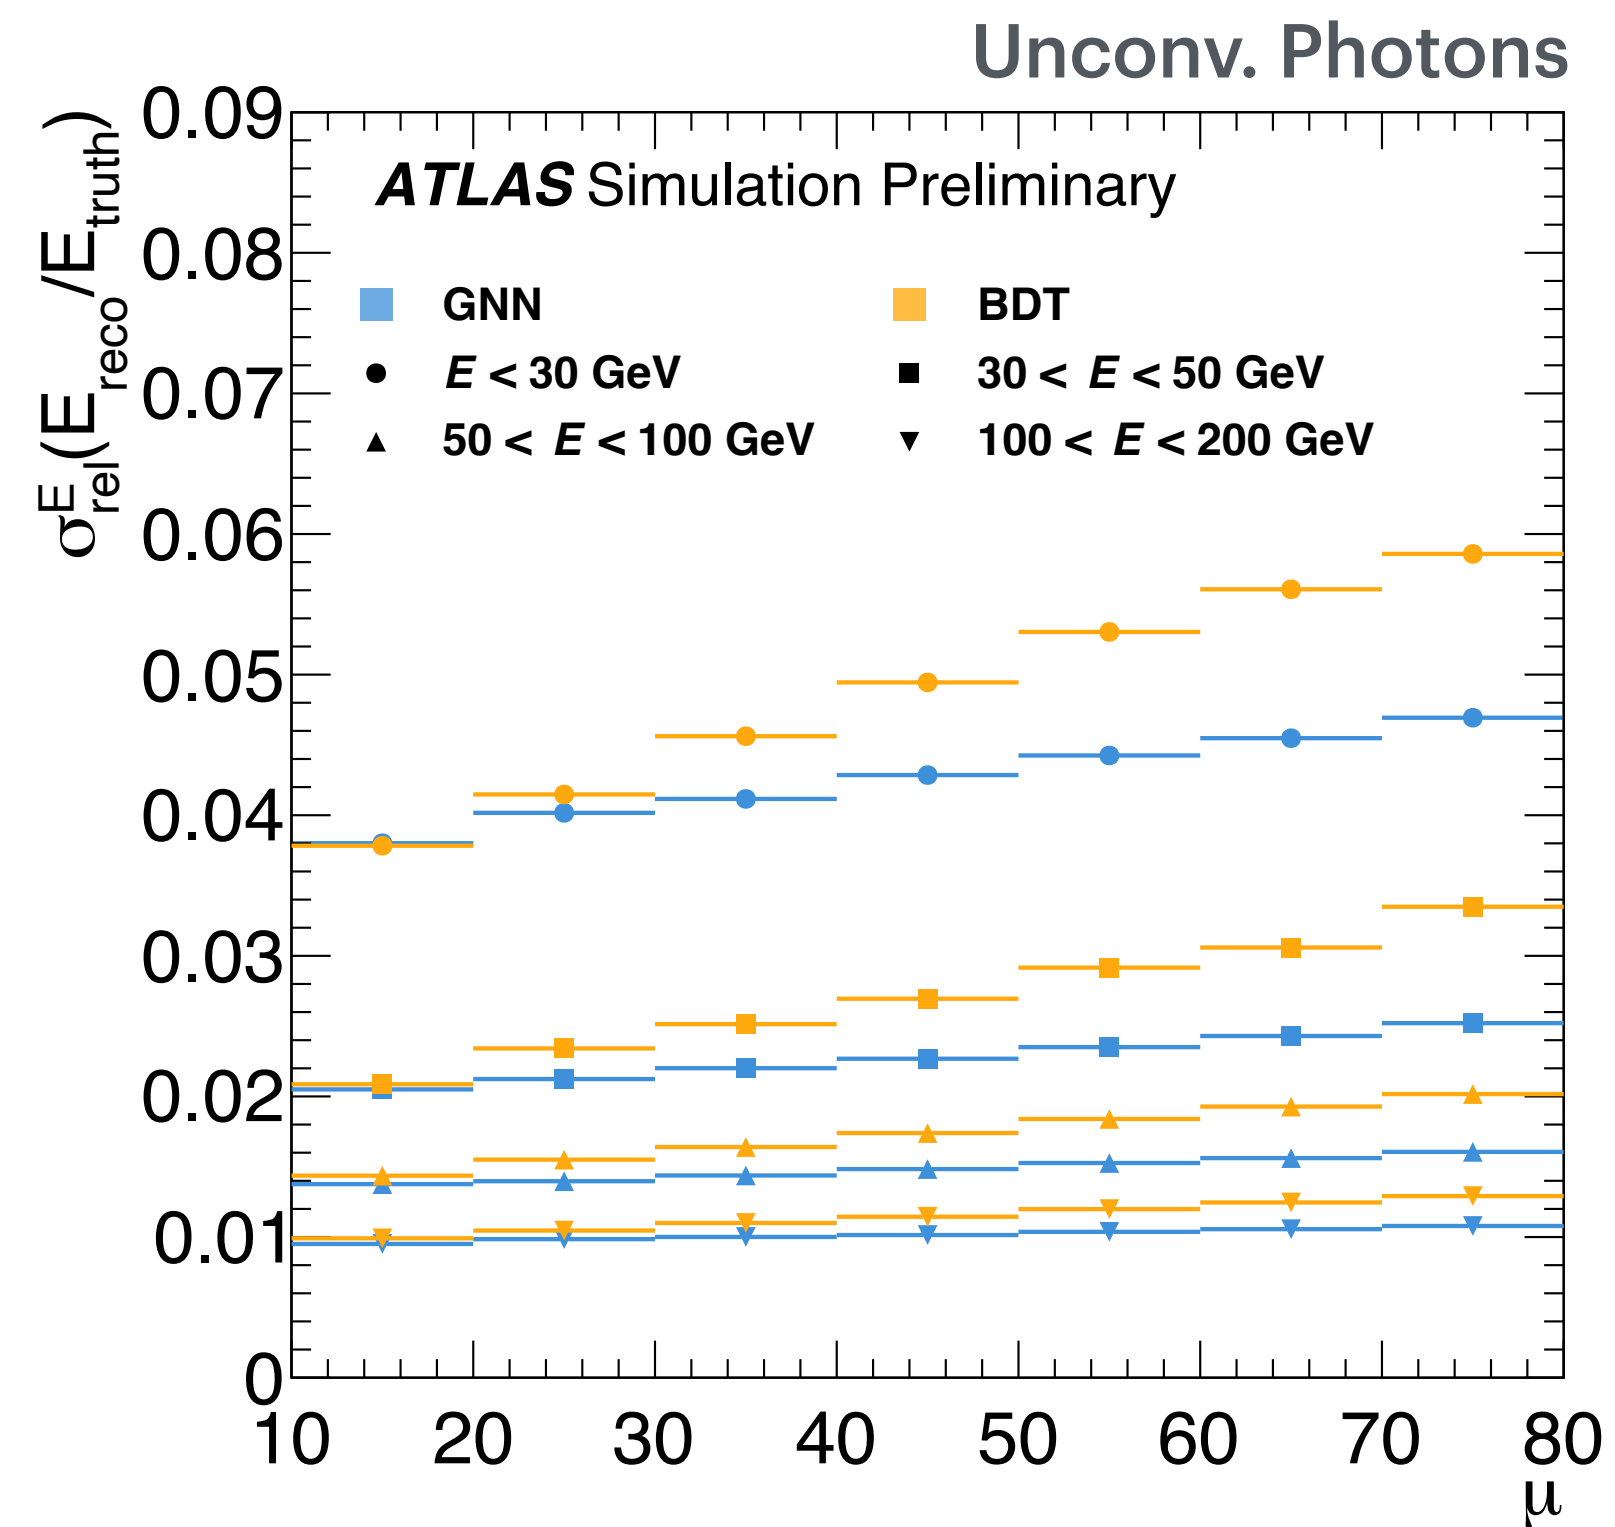 Unconv. Photons
σ^E_rel(E_reco/E_truth)
0.09
ATLAS Simulation Preliminary
0.08
GNN BDT
E < 30 GeV 30 < E < 50 GeV
0.07
50 < E < 100 GeV 100 < E < 200 GeV
0.06
0.05
0.04
0.03
0.02
0.01
0
10 20 30 40 50 60 70 80
μ